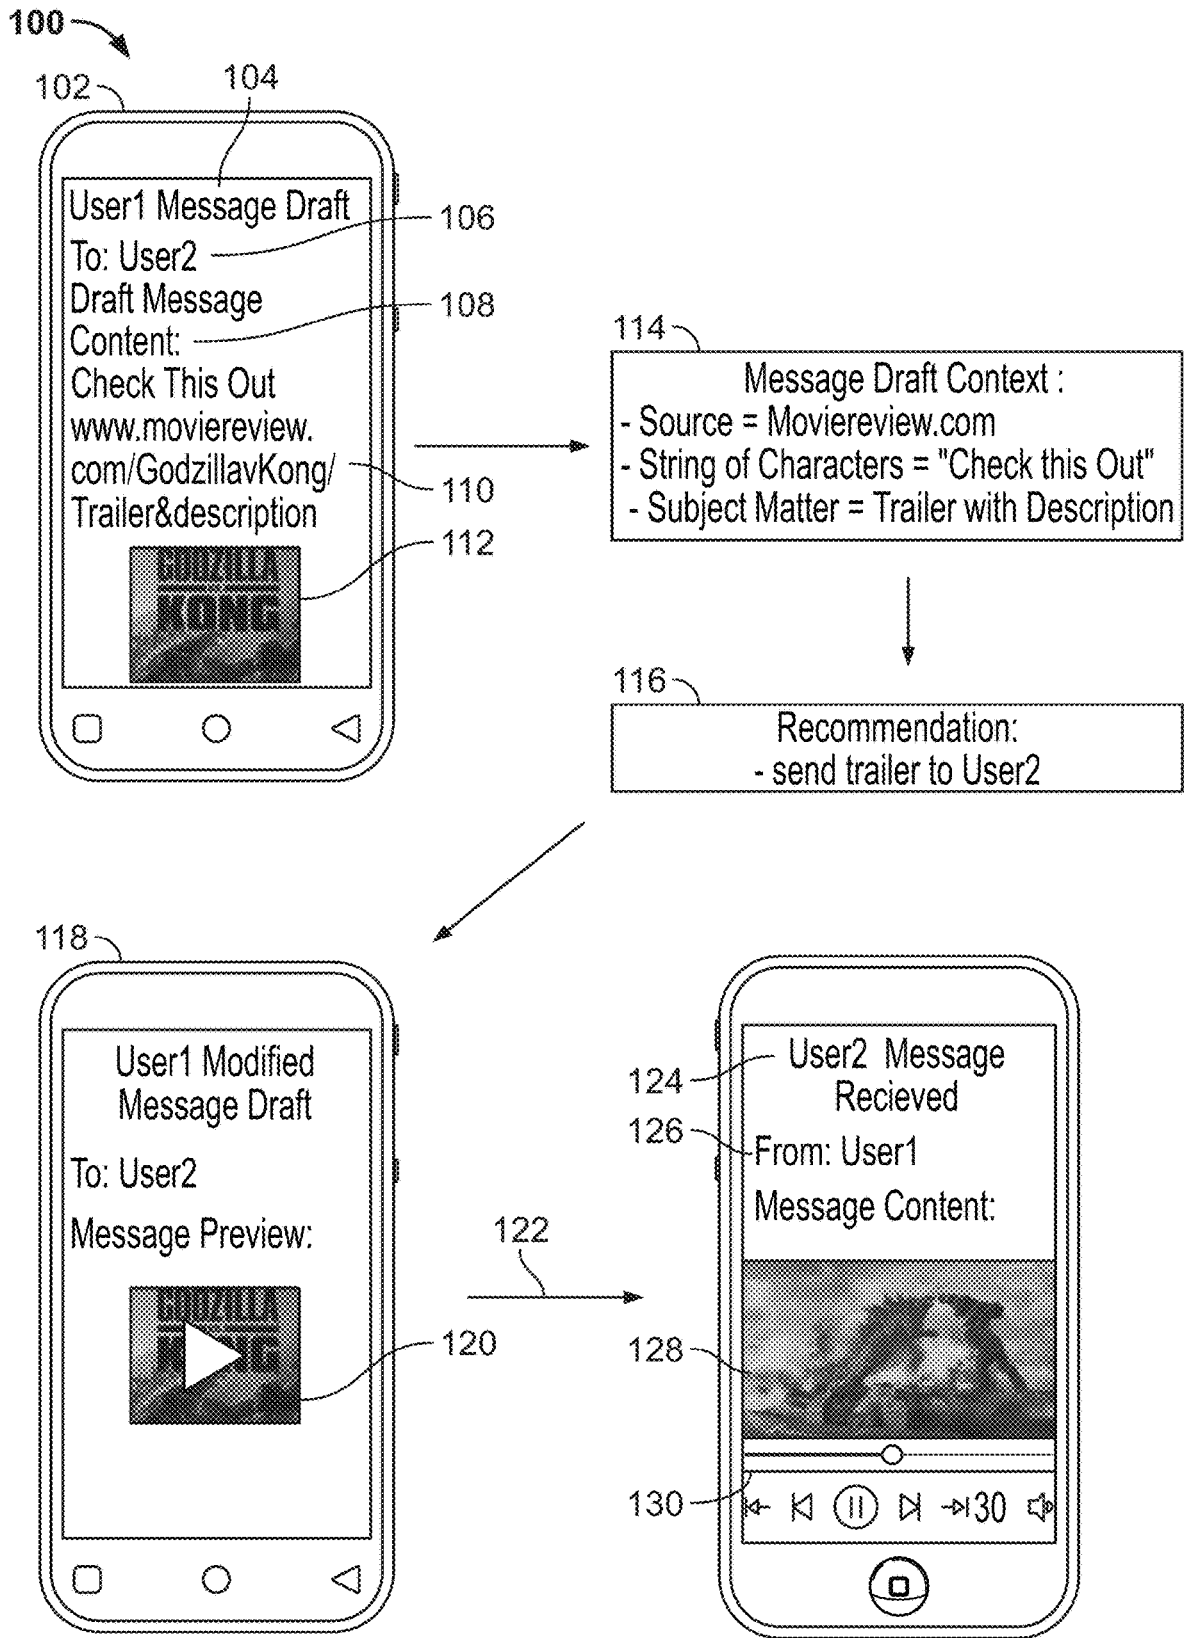 100
102
104
User1 Message Draft
106
To: User2
Draft Message
108
Content:
Check This Out
www.moviereview.
com/GodzillavKong/
110
Trailer&description
112
GODZILLA
KONG
114
Message Draft Context :
- Source = Moviereview.com
- String of Characters = "Check this Out"
- Subject Matter = Trailer with Description
116
Recommendation:
- send trailer to User2
118
User1 Modified
Message Draft
To: User2
Message Preview:
GODZILLA
KONG
120
122
124
User2 Message
Recieved
126
From: User1
Message Content:
128
130
30